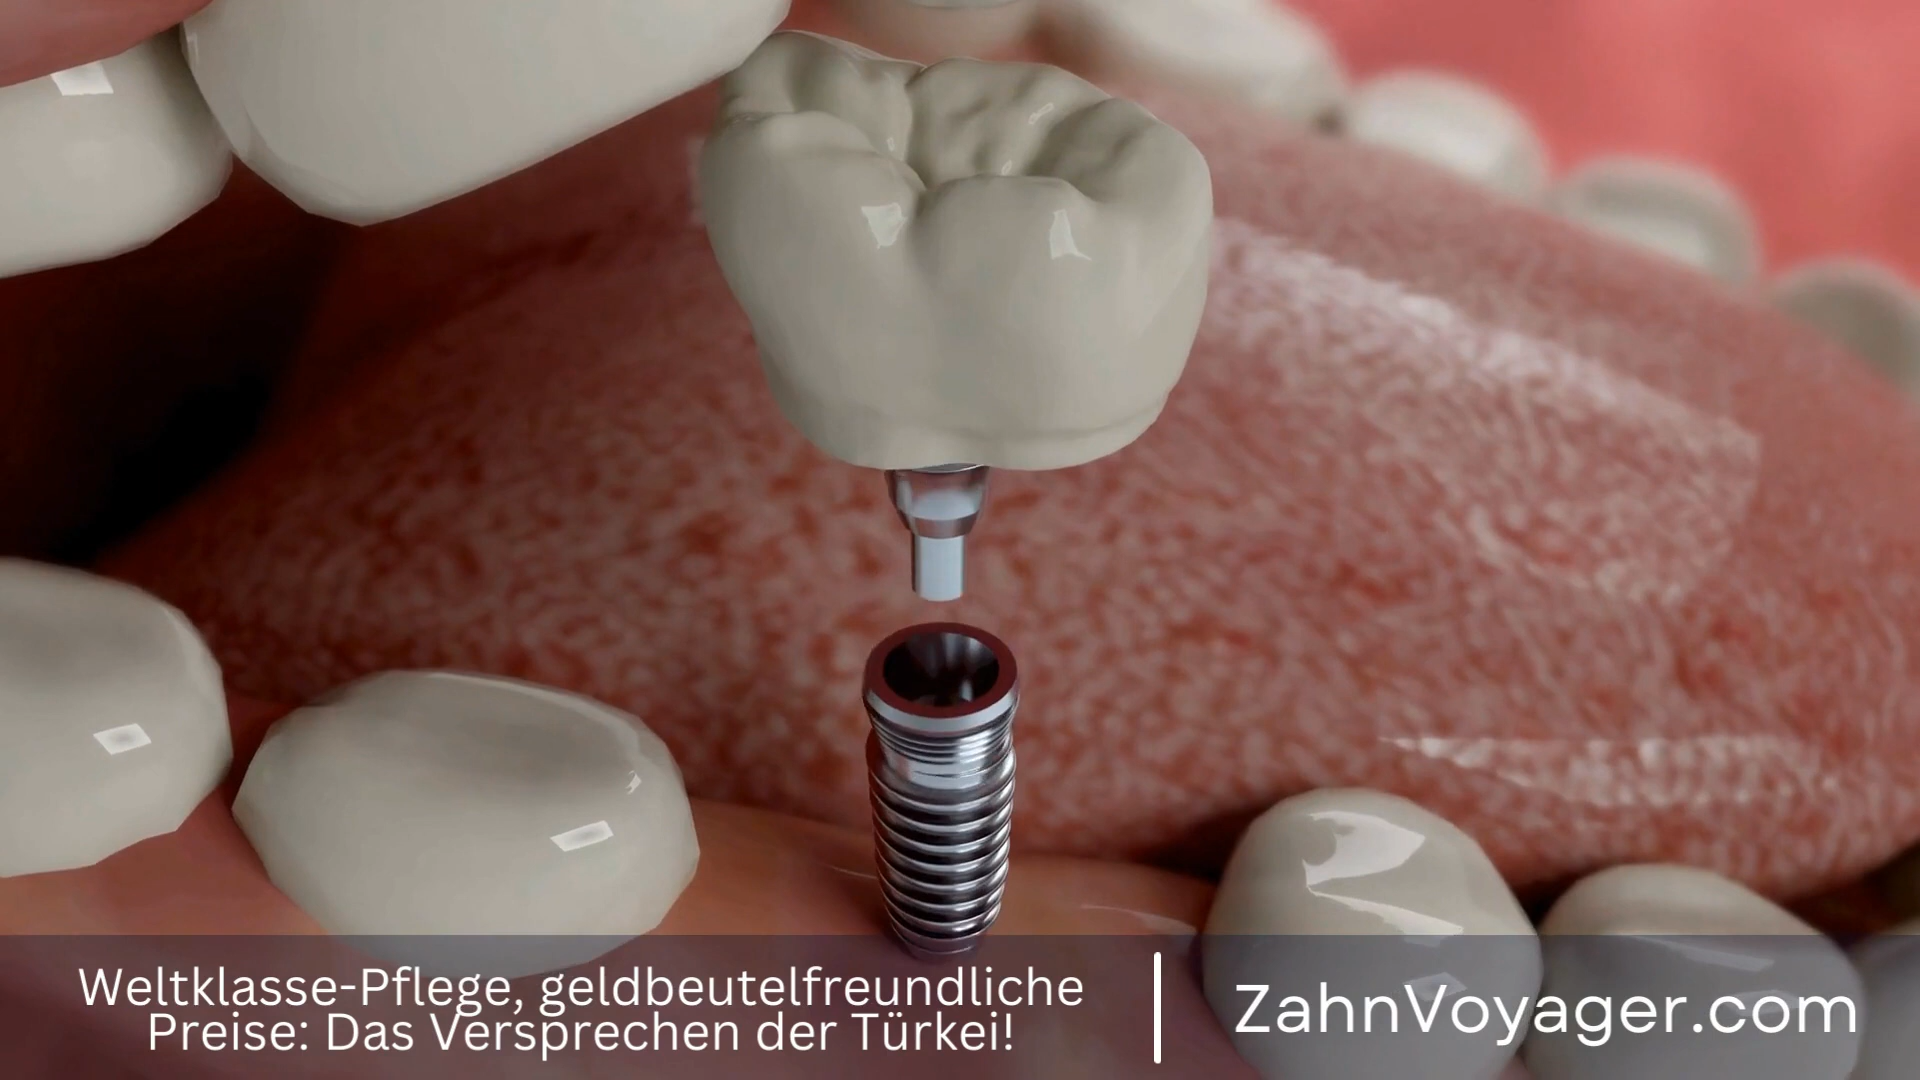 Weltklasse-Pflege, geldbeutelfreundliche
Preise: Das Versprechen der Türkei!
ZahnVoyager.com